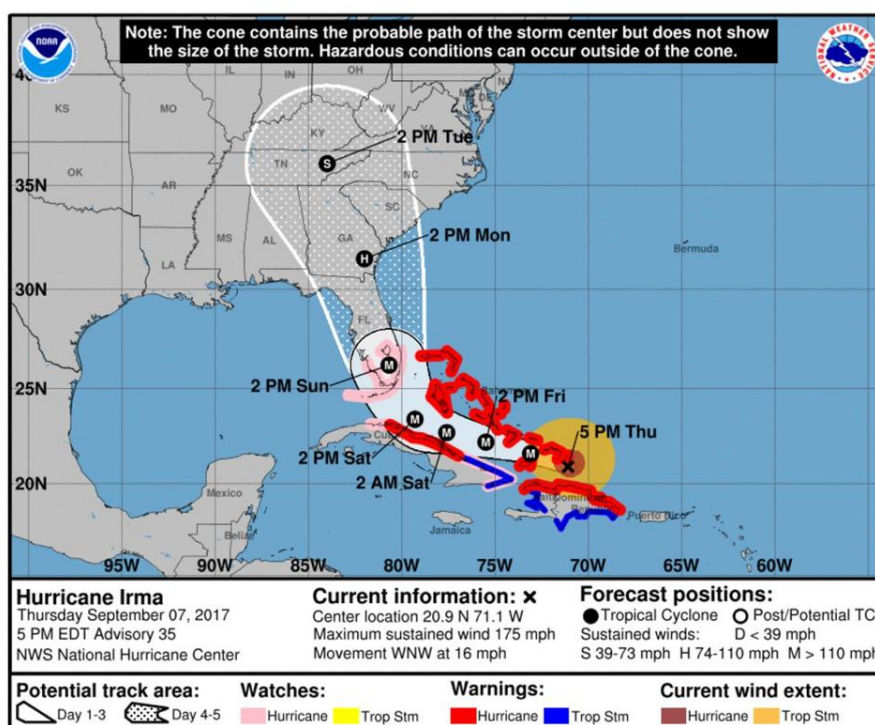 Note: The cone contains the probable path of the storm center but does not show
the size of the storm. Hazardous conditions can occur outside of the cone.
NOAA
NATIONAL WEATHER SERVICE
40N
35N
30N
25N
20N
95W
90W
85W
80W
75W
70W
65W
60W
KS
MO
IL
IN
OH
WV
VA
NJ
DE
KY
OK
AR
TN
NC
SC
MS
AL
GA
LA
FL
Bermuda
Mexico
Belize
Jamaica
Puerto Rico
2 PM Tue
S
2 PM Mon
H
2 PM Sun
M
2 PM Sat
M
2 AM Sat
M
2 PM Fri
M
M
5 PM Thu
Hurricane Irma
Thursday September 07, 2017
5 PM EDT Advisory 35
NWS National Hurricane Center
Current information: x
Center location 20.9 N 71.1 W
Maximum sustained wind 175 mph
Movement WNW at 16 mph
Forecast positions:
Tropical Cyclone Post/Potential TC
Sustained winds: D < 39 mph
S 39-73 mph H 74-110 mph M > 110 mph
Potential track area:
Day 1-3 Day 4-5
Watches:
Hurricane Trop Stm
Warnings:
Hurricane Trop Stm
Current wind extent:
Hurricane Trop Stm